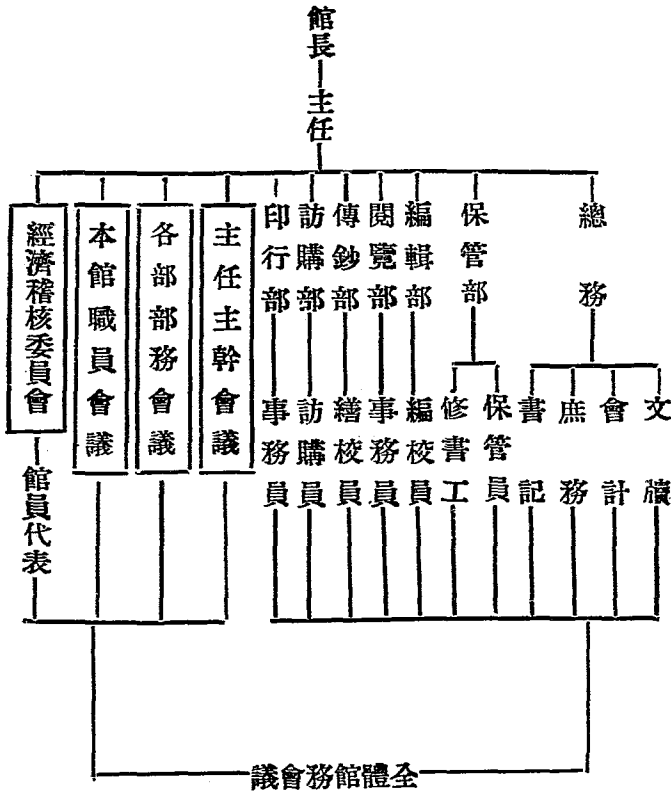 館長
主任
總務
保管部
編輯部
閱覽部
傳鈔部
訪購部
印行部
主任主幹會議
各部部務會議
本館職員會議
經濟稽核委員會
文牘
會計
庶務
書記
保管員
修書工
編校員
事務員
繕校員
訪購員
事務員
館員代表
全體館務會議